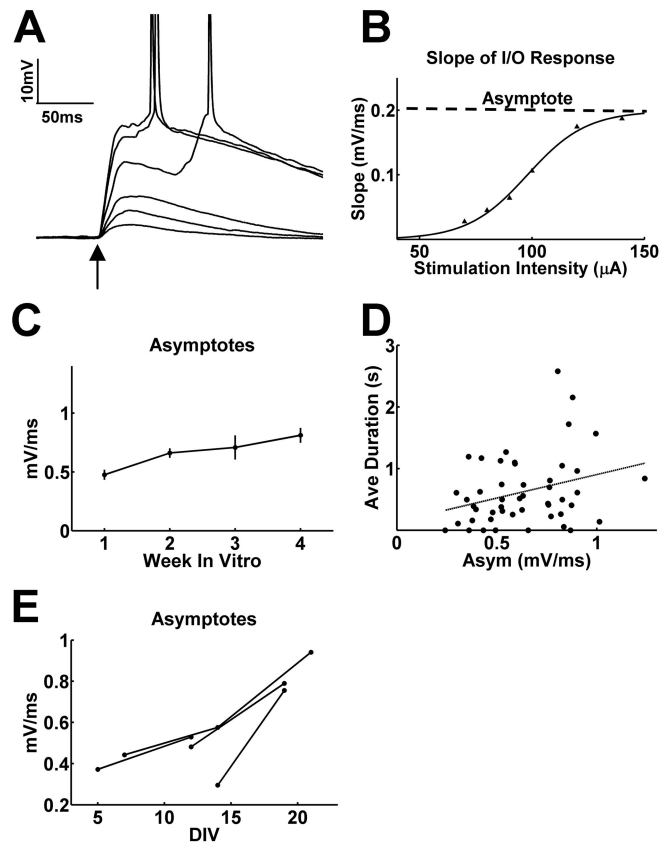 A
10mV
50ms
B
Slope of I/O Response
Asymptote
Slope (mV/ms)
0.2
0.1
50
100
150
Stimulation Intensity (μA)
C
Asymptotes
mV/ms
1
0.5
0
1
2
3
4
Week In Vitro
D
Ave Duration (s)
3
2
1
0
0
0.5
1
Asym (mV/ms)
E
Asymptotes
mV/ms
1
0.8
0.6
0.4
0.2
5
10
15
20
DIV